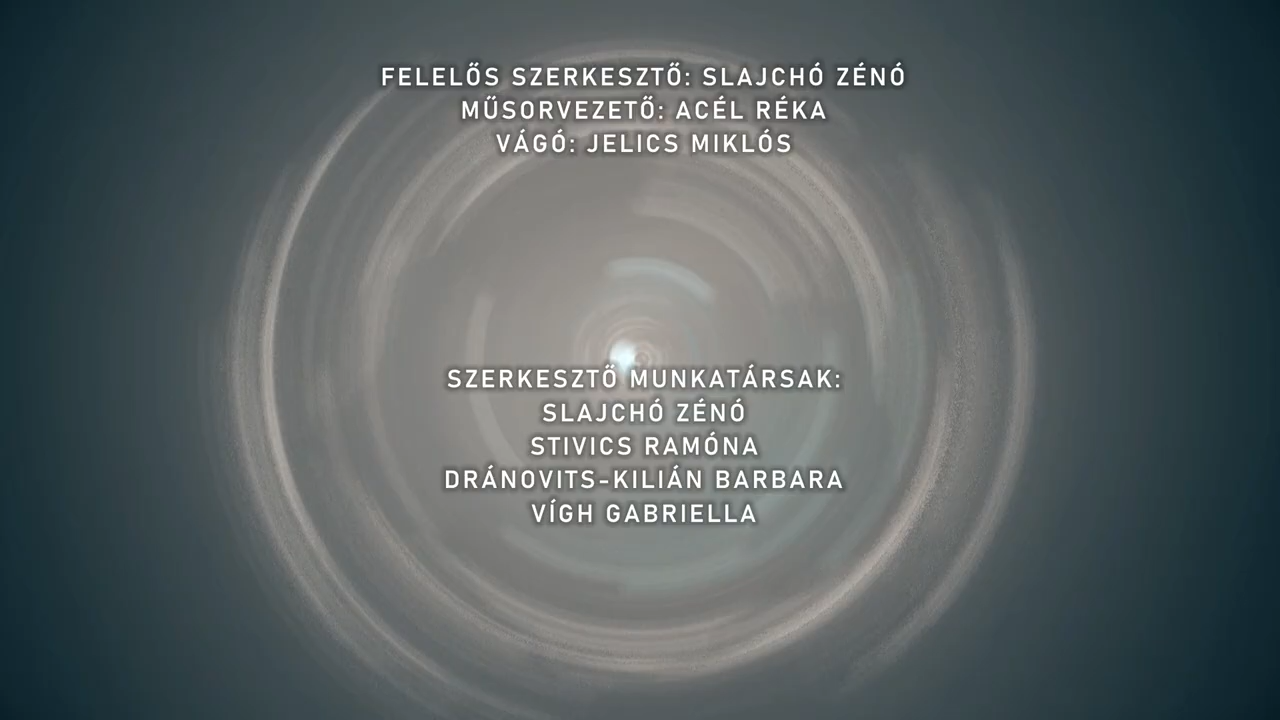 FELELŐS SZERKESZTŐ: SLAJCHÓ ZÉNÓ
MŰSORVEZETŐ: ACÉL RÉKA
VÁGÓ: JELICS MIKLÓS
SZERKESZTŐ MUNKATÁRSAK:
SLAJCHÓ ZÉNÓ
STIVICS RAMÓNA
DRÁNOVITS-KILIÁN BARBARA
VÍGH GABRIELLA